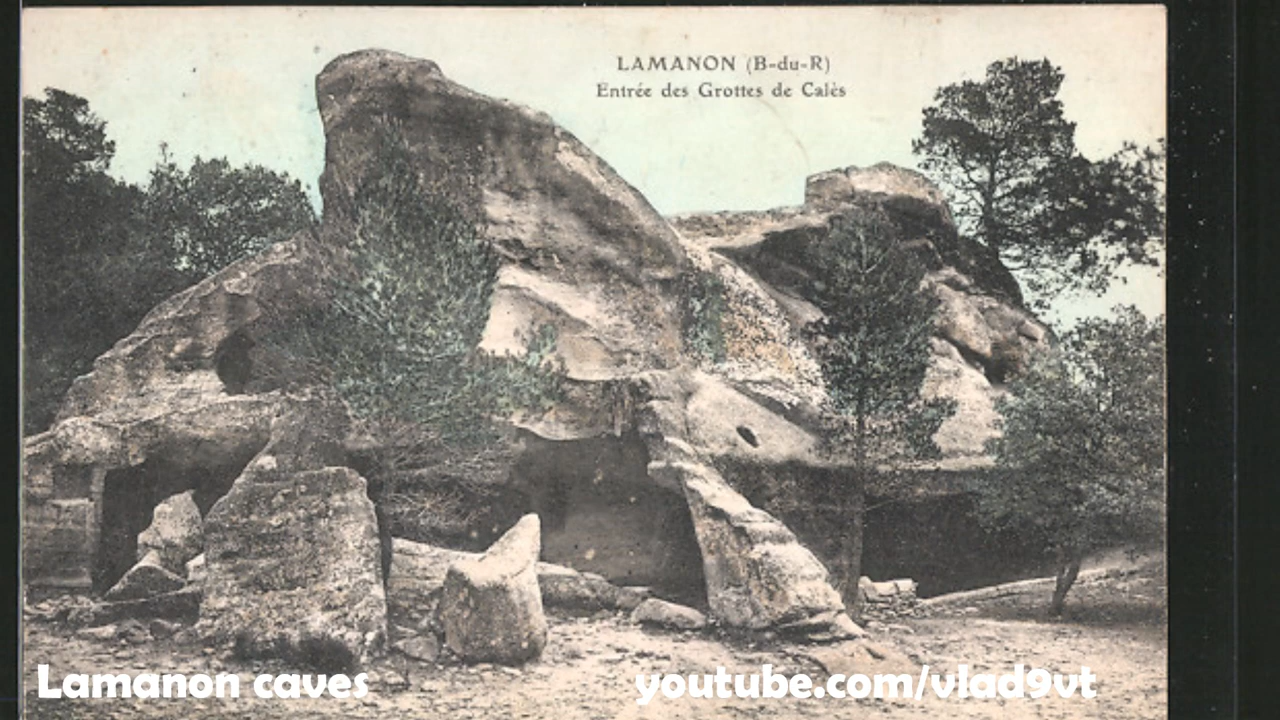 LAMANON (B-du-R)
Entrée des Grottes de Calès
Lamanon caves
youtube.com/vlad9vt